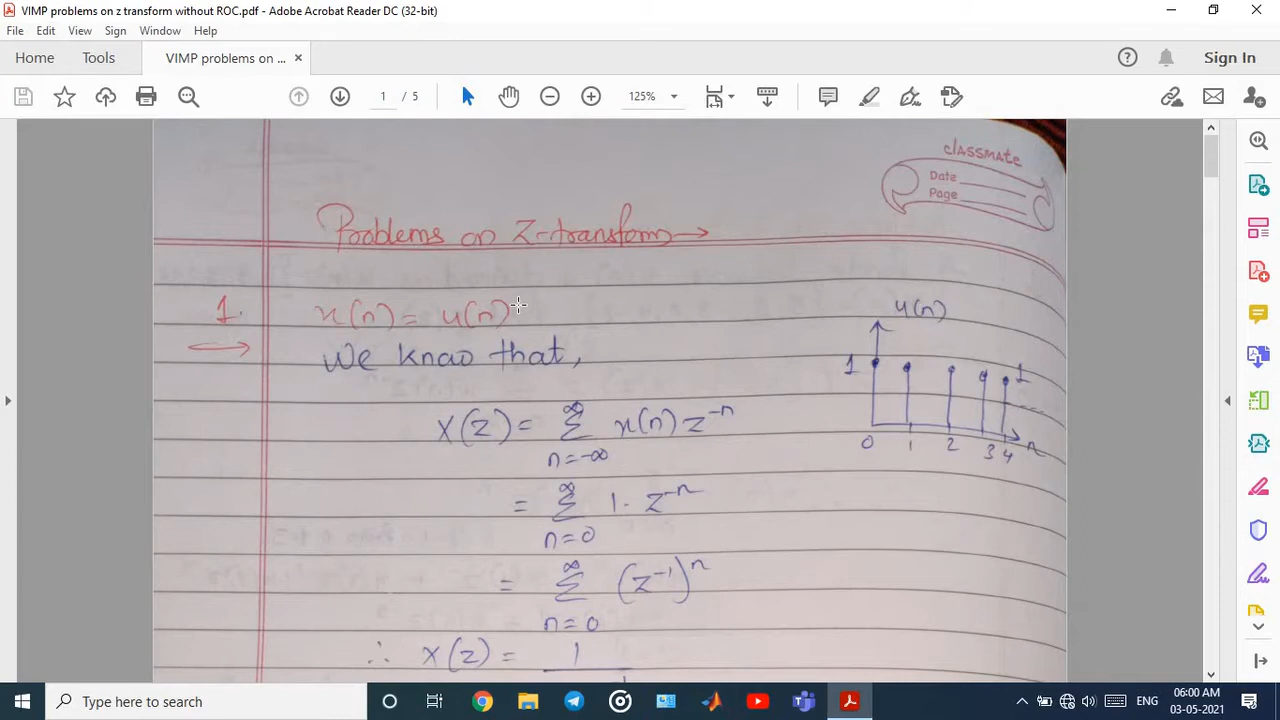 VIMP problems on z transform without ROC.pdf - Adobe Acrobat Reader DC (32-bit)
File Edit View Sign Window Help
Home Tools VIMP problems on ... × Sign In
1 / 5 125%
classmate
Date
Page
Problems on Z-transform →
1. x(n) = u(n)
We know that,
u(n)
1 1
0 1 2 3 4 n
X(z) = ∞ Σ n=-∞ x(n) z⁻ⁿ
= ∞ Σ n=0 1. z⁻ⁿ
= ∞ Σ n=0 (z⁻¹)ⁿ
∴ X(z) = 1
Type here to search
ENG 06:00 AM
03-05-2021